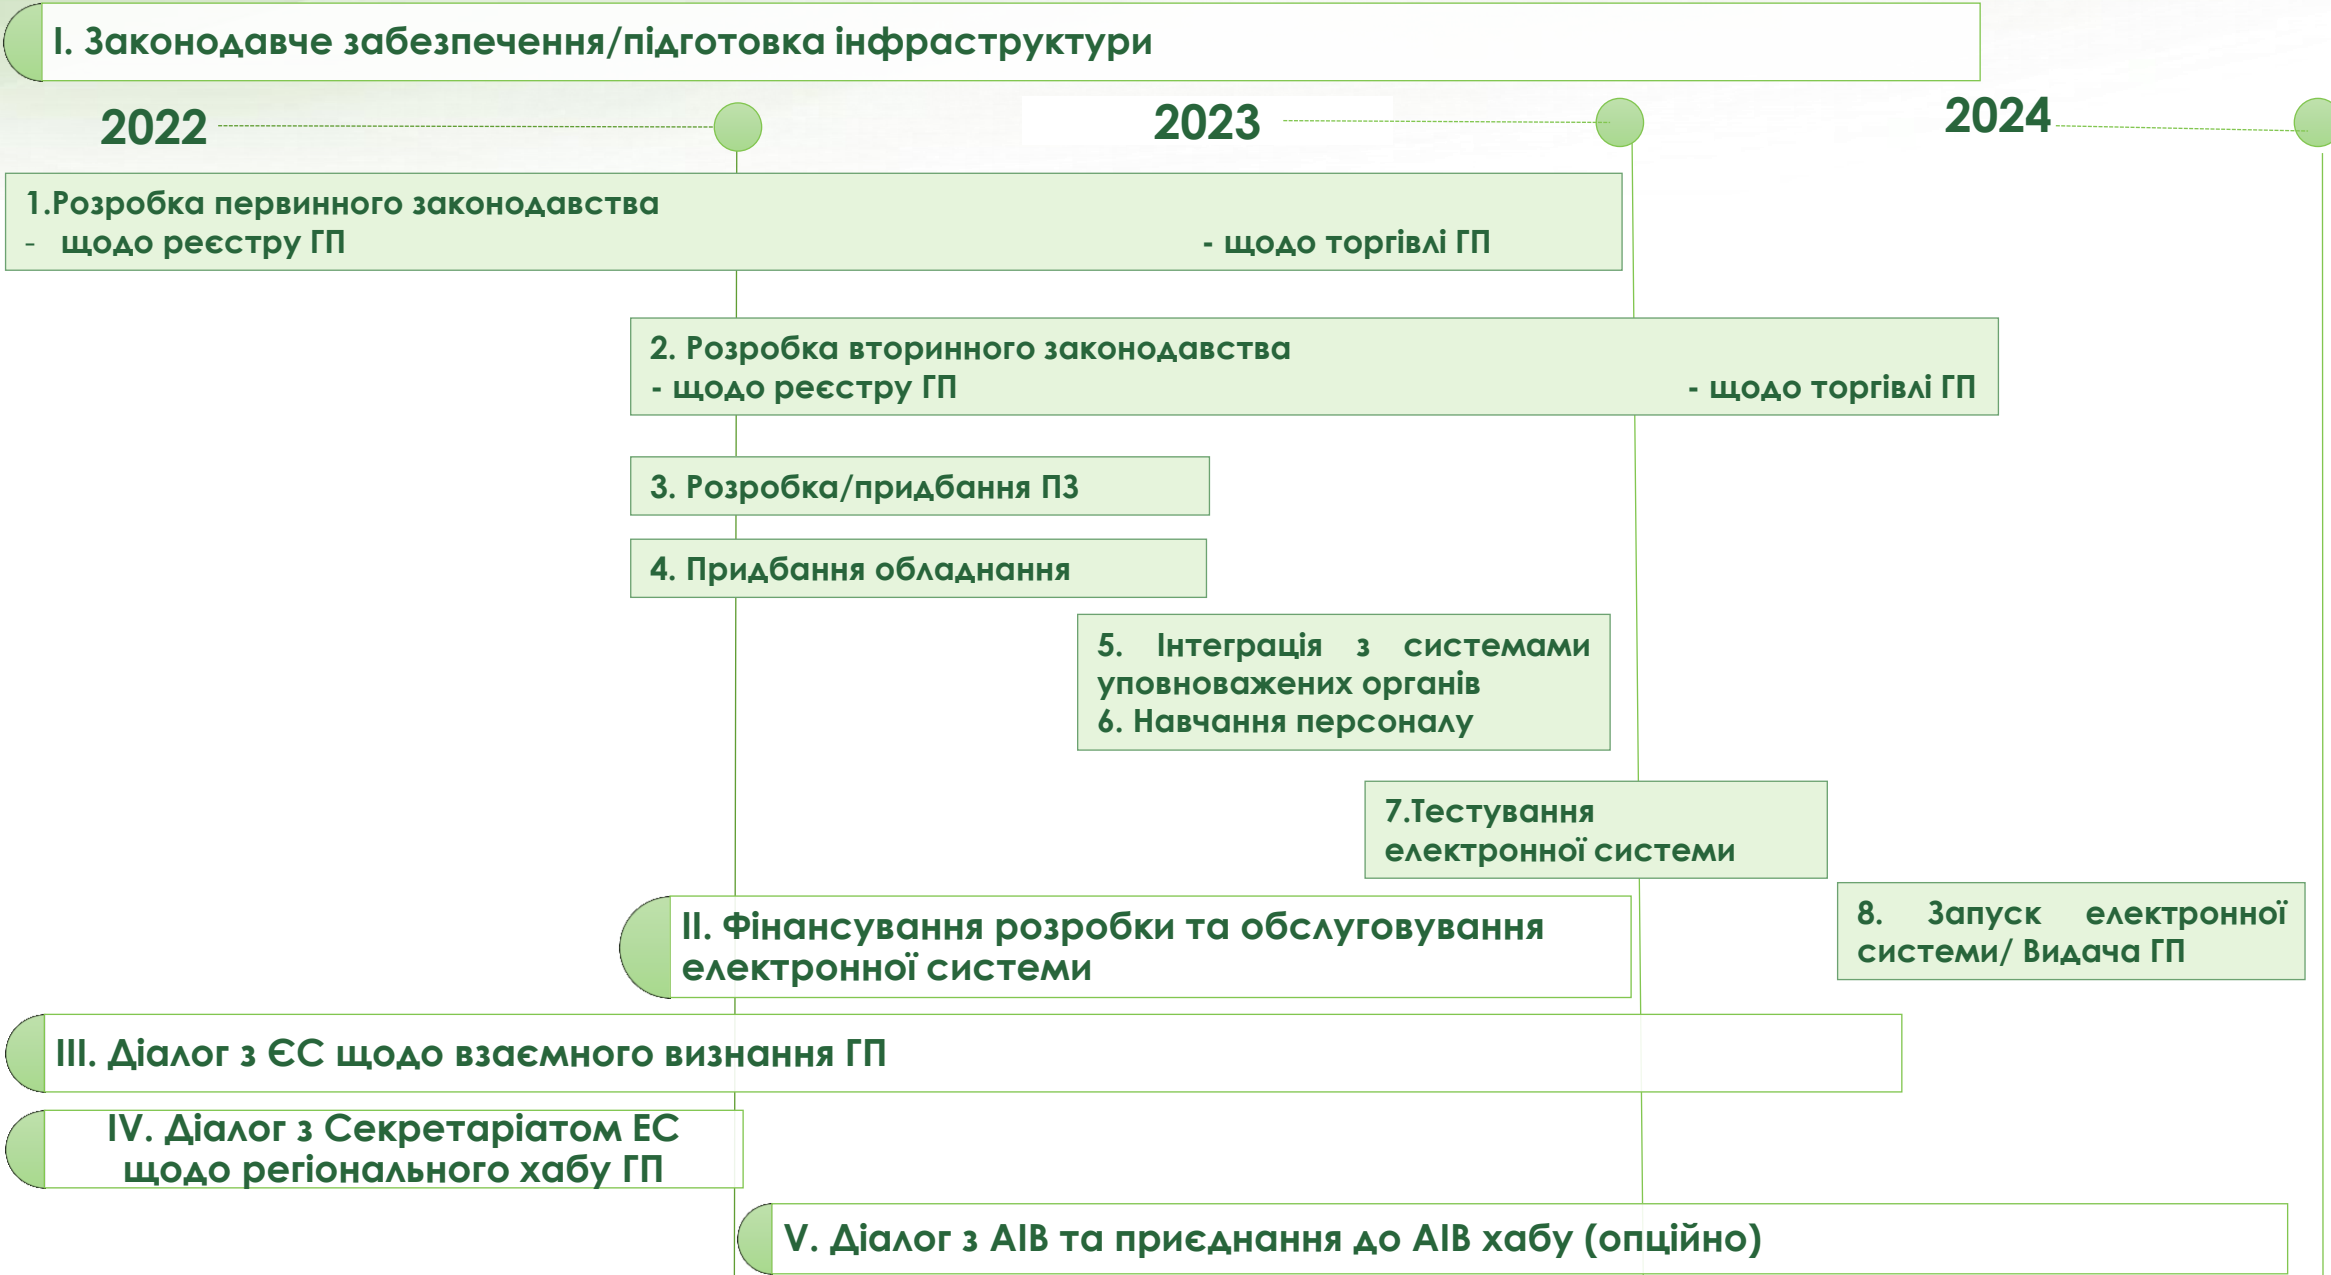 І. Законодавче забезпечення/підготовка інфраструктури
2022
2023
2024
1.Розробка первинного законодавства
- щодо реєстру ГП - щодо торгівлі ГП
2. Розробка вторинного законодавства
- щодо реєстру ГП - щодо торгівлі ГП
3. Розробка/придбання ПЗ
4. Придбання обладнання
5. Інтеграція з системами
уповноважених органів
6. Навчання персоналу
7.Тестування
електронної системи
8. Запуск електронної
системи/ Видача ГП
ІІ. Фінансування розробки та обслуговування
електронної системи
ІІІ. Діалог з ЄС щодо взаємного визнання ГП
IV. Діалог з Секретаріатом ЕС
щодо регіонального хабу ГП
V. Діалог з АІВ та приєднання до АІВ хабу (опційно)